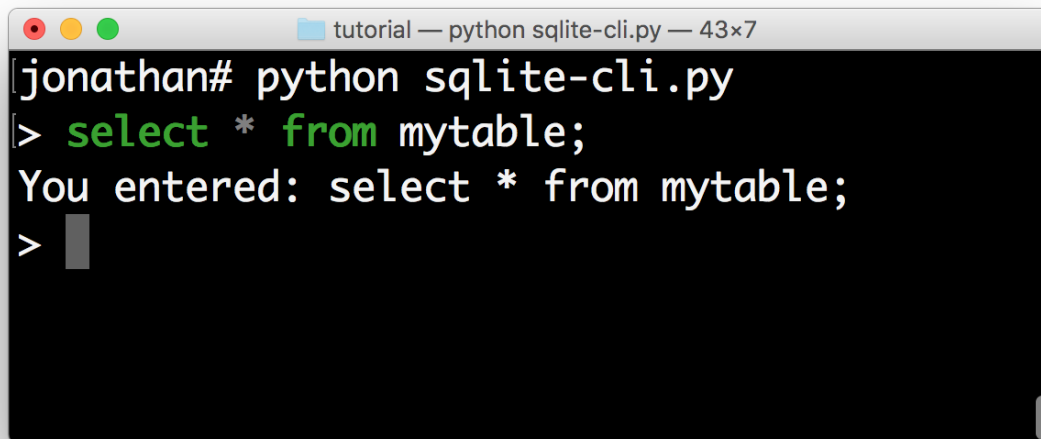 tutorial — python sqlite-cli.py — 43×7
jonathan# python sqlite-cli.py
> select * from mytable;
You entered: select * from mytable;
>